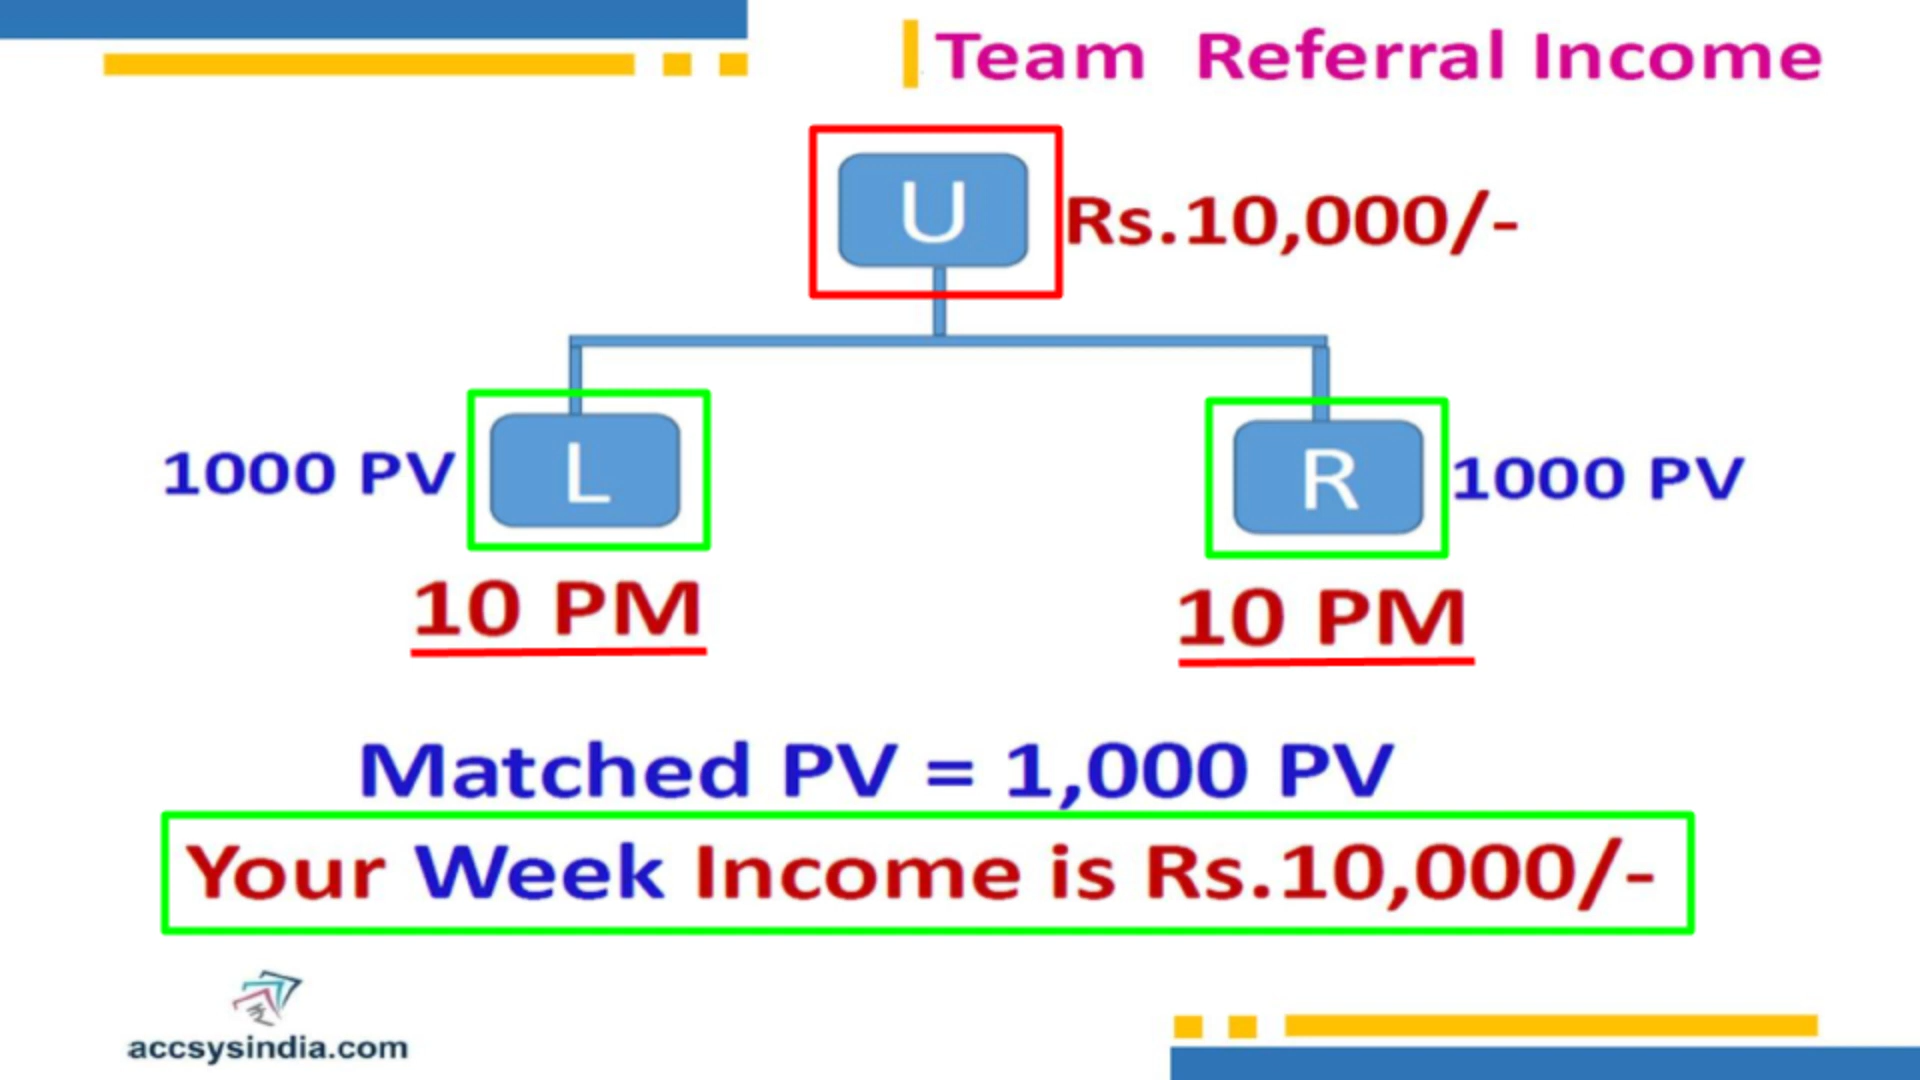 Team Referral Income
U
Rs.10,000/-
1000 PV
L
R
1000 PV
10 PM
10 PM
Matched PV = 1,000 PV
Your Week Income is Rs.10,000/-
accsysindia.com